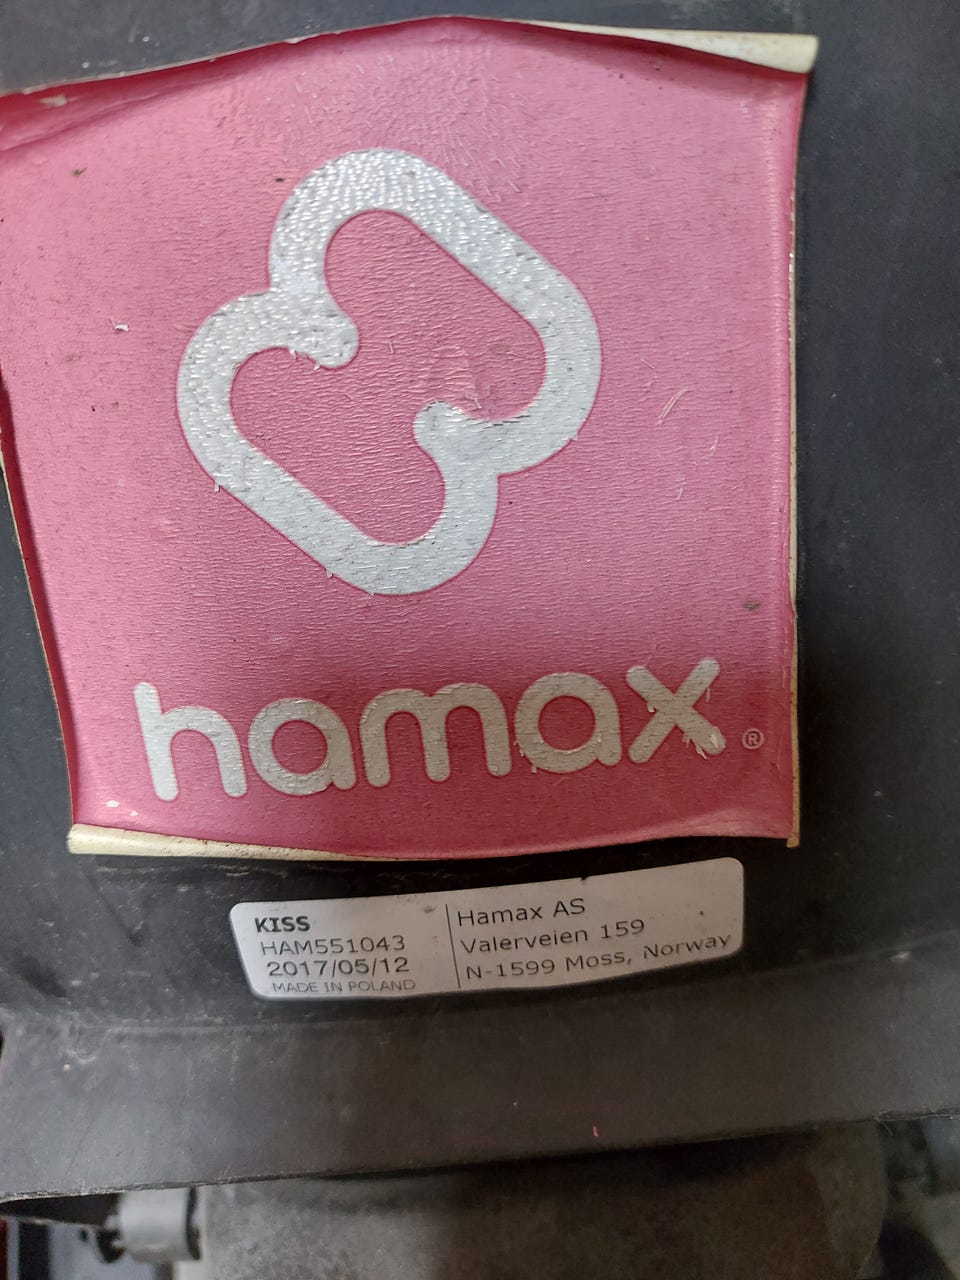 hamax ®
KISS
HAM551043
2017/05/12
MADE IN POLAND
Hamax AS
Valerveien 159
N-1599 Moss, Norway